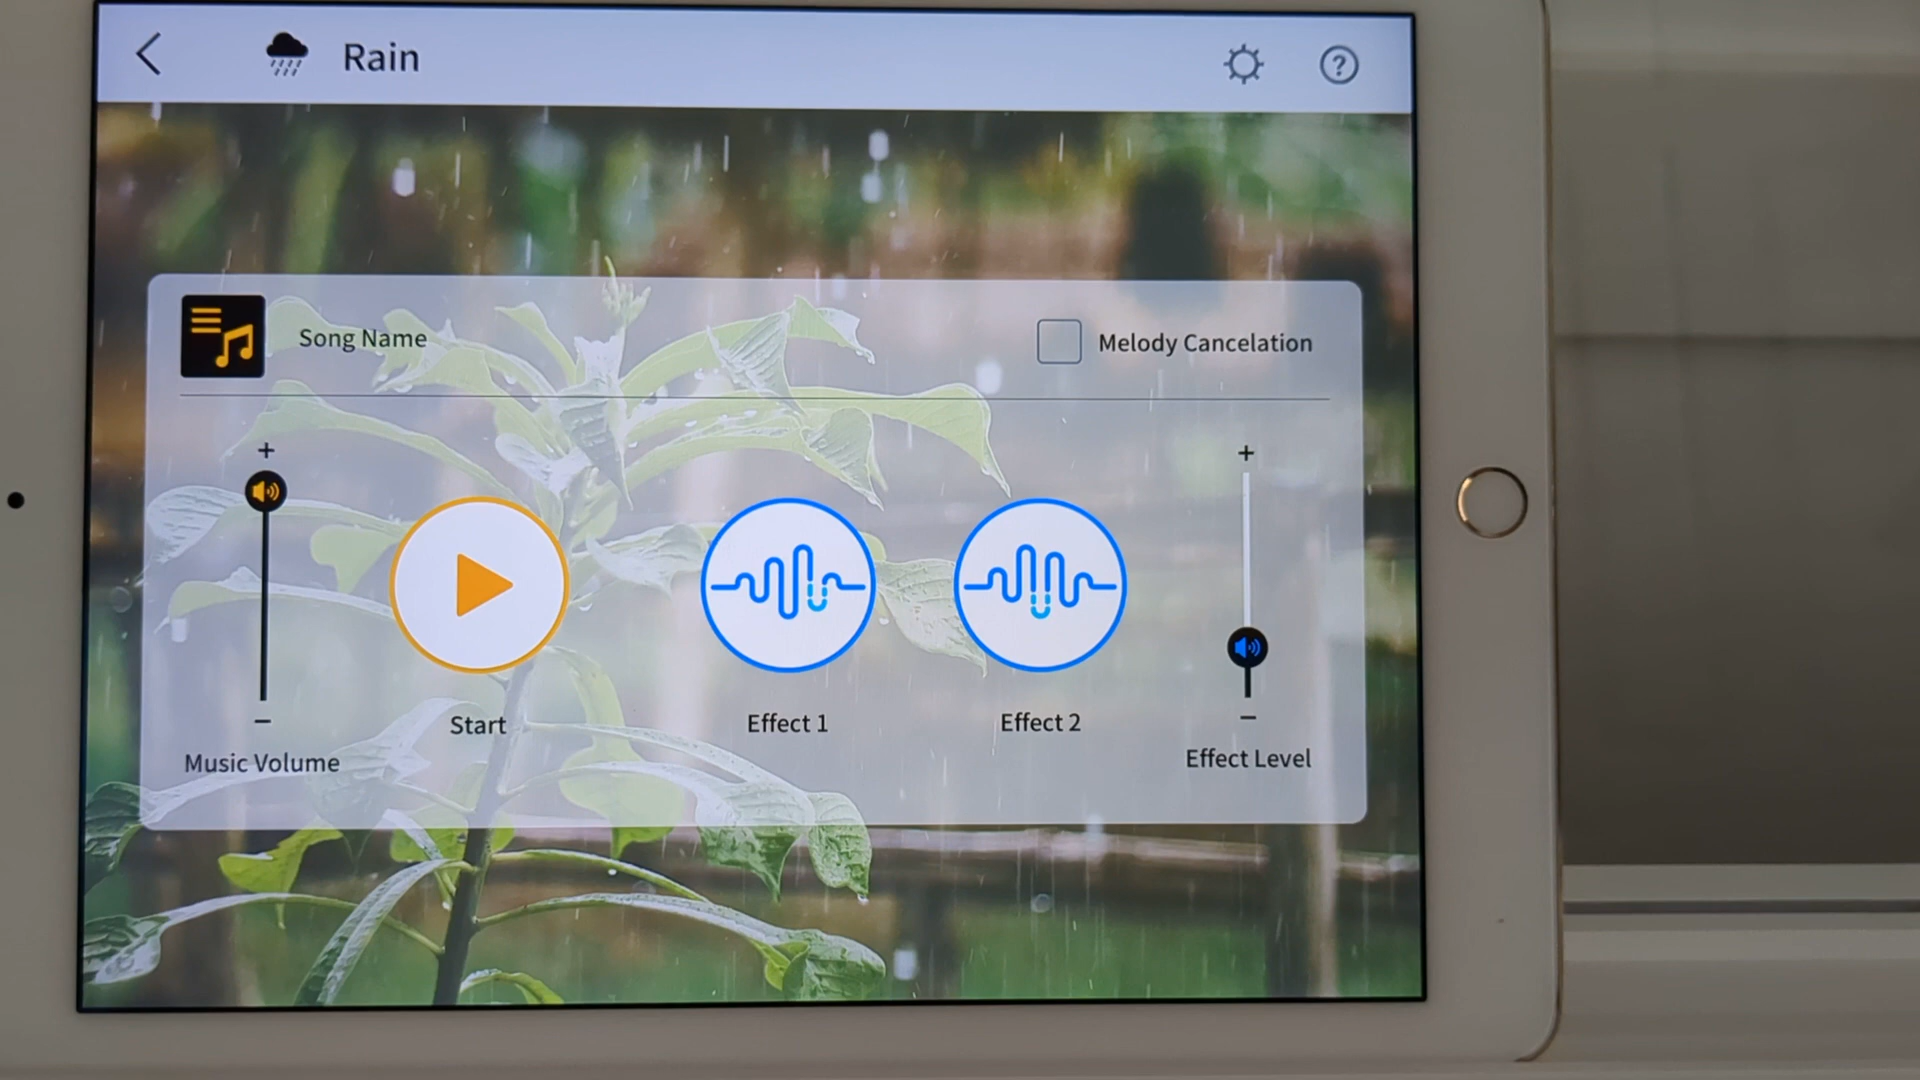 Rain
Song Name
Melody Cancelation
Start
Effect 1
Effect 2
Music Volume
Effect Level